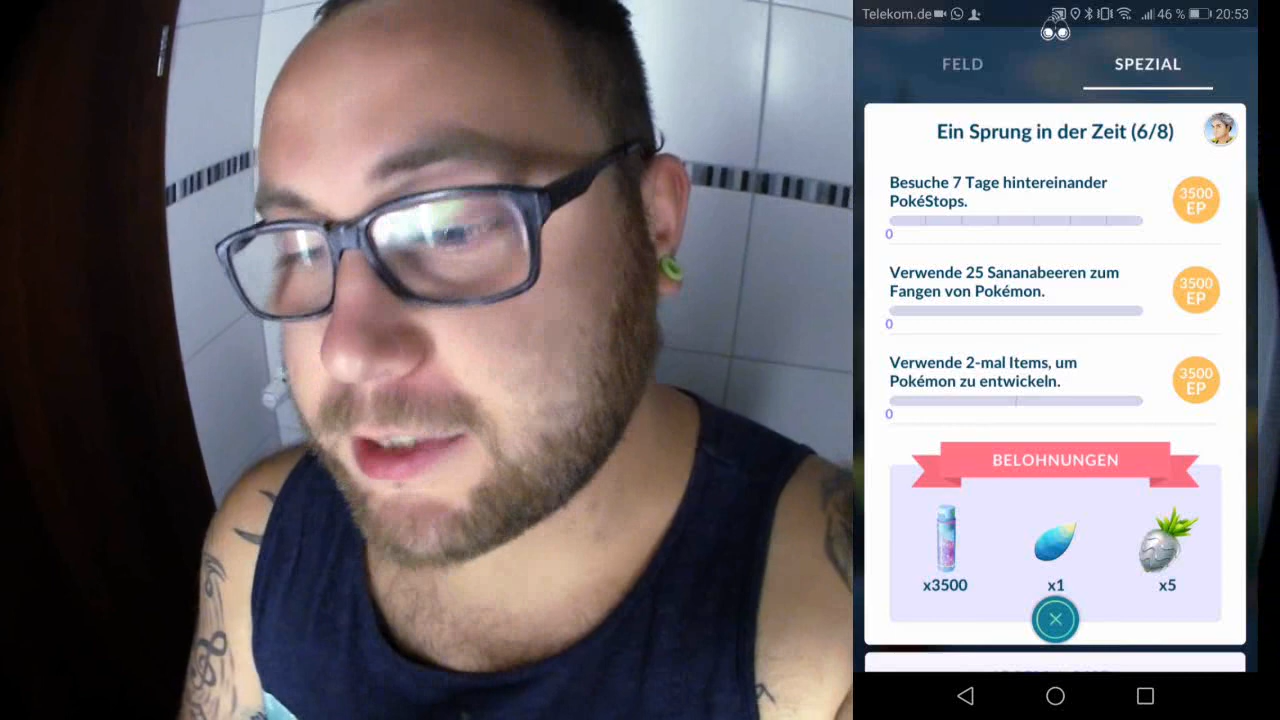 Telekom.de 46 % 20:53
FELD SPEZIAL
Ein Sprung in der Zeit (6/8)
Besuche 7 Tage hintereinander
PokéStops.
3500
EP
0
Verwende 25 Sananabeeren zum
Fangen von Pokémon.
3500
EP
0
Verwende 2-mal Items, um
Pokémon zu entwickeln.
3500
EP
0
BELOHNUNGEN
x3500 x1 x5